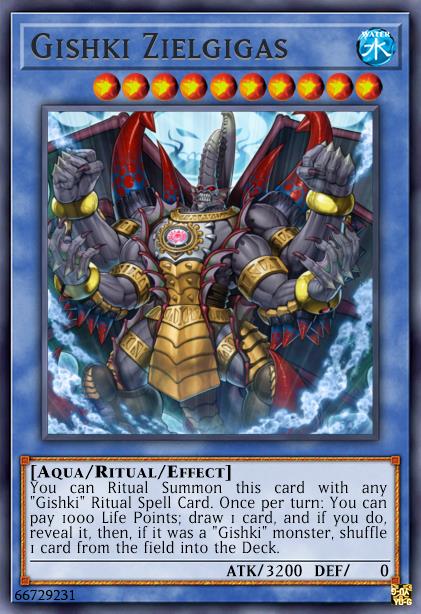 Gishki Zielgigas
WATER
水
[Aqua/Ritual/Effect]
You can Ritual Summon this card with any
"Gishki" Ritual Spell Card. Once per turn: You can
pay 1000 Life Points; draw 1 card, and if you do,
reveal it, then, if it was a "Gishki" monster, shuffle
1 card from the field into the Deck.
ATK/3200 DEF/ 0
66729231